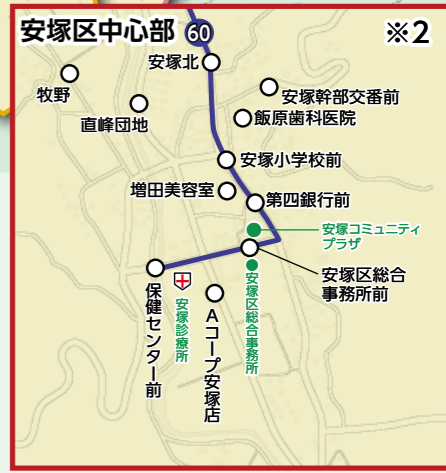 安塚区中心部
60
※2
安塚北
牧野
安塚幹部交番前
直峰団地
飯原歯科医院
安塚小学校前
増田美容室
第四銀行前
安塚コミュニティ
プラザ
安塚区総合
事務所前
保健センター前
安塚診療所
Aコープ安塚店
安塚区総合事務所